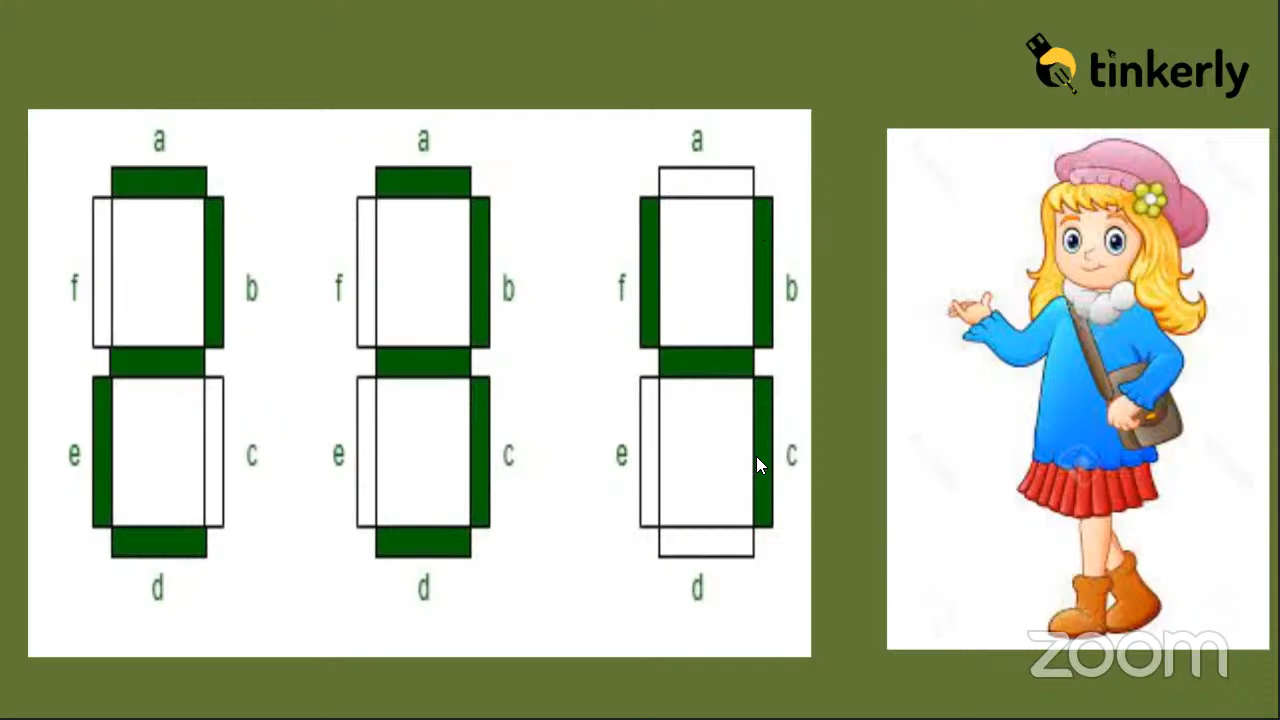 tinkerly
a a a
f b f b f b
e c e c e c
d d d
zoom